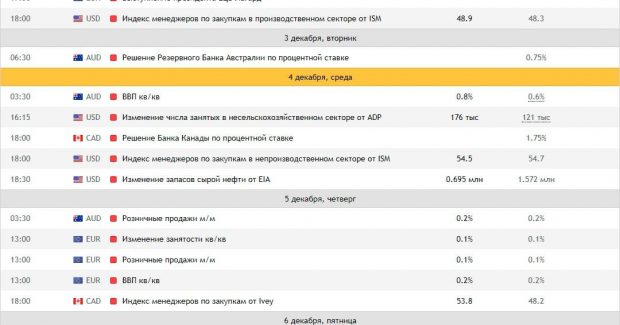 18:00 USD Индекс менеджеров по закупкам в производственном секторе от ISM 48.9 48.3
3 декабря, вторник
06:30 AUD Решение Резервного Банка Австралии по процентной ставке 0.75%
4 декабря, среда
03:30 AUD ВВП кв/кв 0.8% 0.6%
16:15 USD Изменение числа занятых в несельскохозяйственном секторе от ADP 176 тыс 121 тыс
18:00 CAD Решение Банка Канады по процентной ставке 1.75%
18:00 USD Индекс менеджеров по закупкам в непроизводственном секторе от ISM 54.5 54.7
18:30 USD Изменение запасов сырой нефти от EIA 0.695 млн 1.572 млн
5 декабря, четверг
03:30 AUD Розничные продажи м/м 0.2% 0.2%
13:00 EUR Изменение занятости кв/кв 0.1% 0.1%
13:00 EUR Розничные продажи м/м 0.1% 0.1%
13:00 EUR ВВП кв/кв 0.2% 0.2%
18:00 CAD Индекс менеджеров по закупкам от Ivey 53.8 48.2
6 декабря, пятница